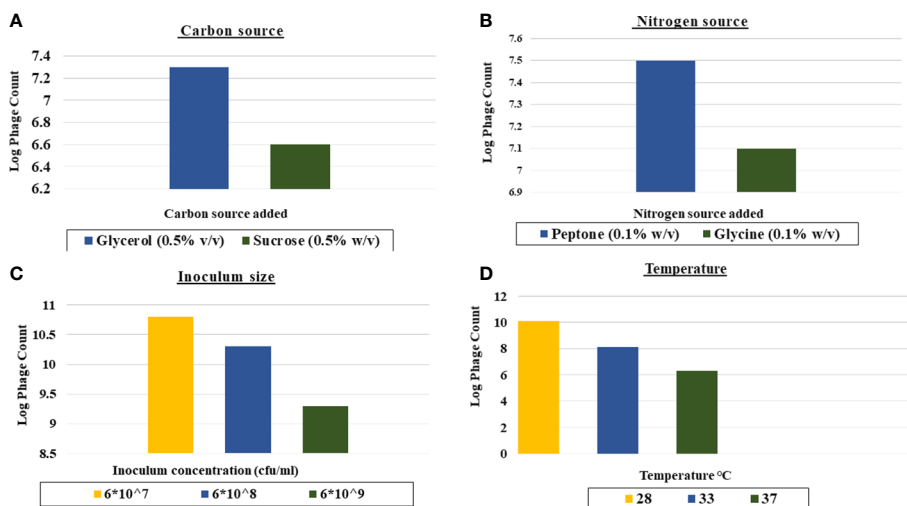 A
Carbon source
7.4
7.2
7
6.8
6.6
6.4
6.2
Log Phage Count
Carbon source added
Glycerol (0.5% v/v) Sucrose (0.5% w/v)
B
Nitrogen source
7.6
7.5
7.4
7.3
7.2
7.1
7
6.9
Log Phage Count
Nitrogen source added
Peptone (0.1% w/v) Glycine (0.1% w/v)
C
Inoculum size
11
10.5
10
9.5
9
8.5
Log Phage Count
Inoculum concentration (cfu/ml)
6*10^7 6*10^8 6*10^9
D
Temperature
12
10
8
6
4
2
0
Log Phage Count
Temperature °C
28 33 37